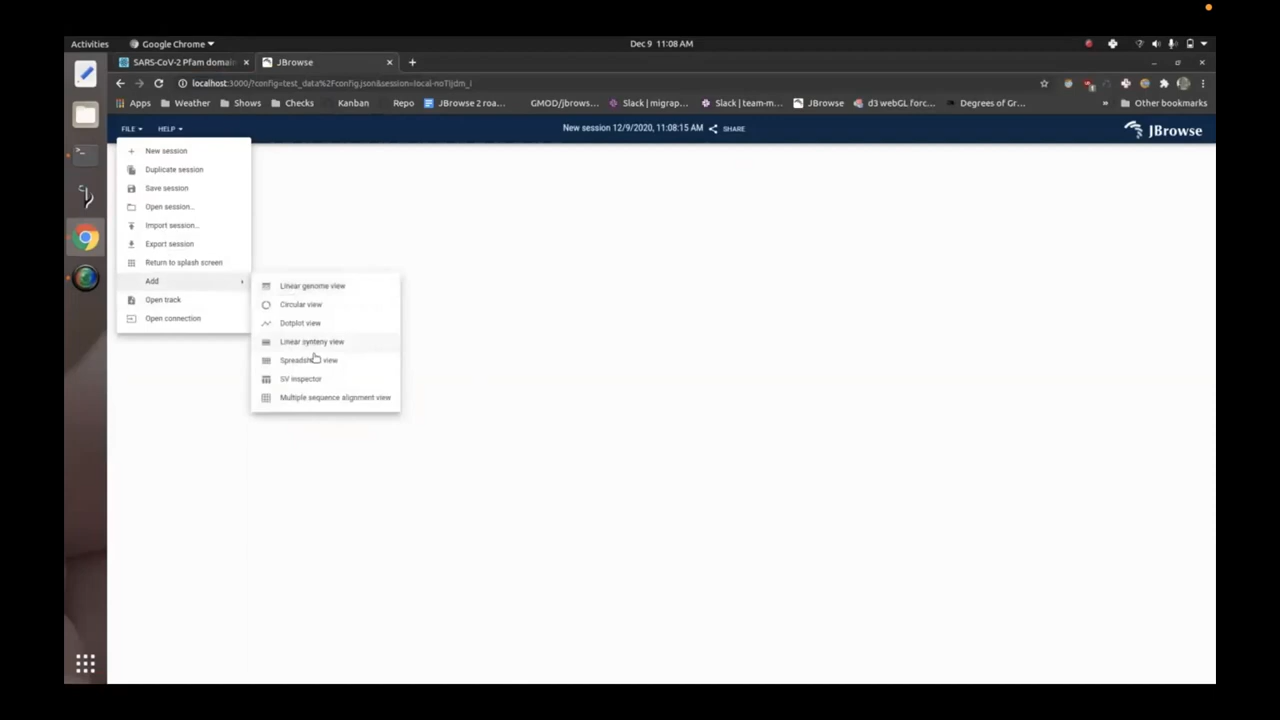 Activities
Google Chrome
Dec 9 11:08 AM
SARS-CoV-2 Pfam domain
JBrowse
localhost:3000/?config=test_data%2Fconfig.json&session=local-noTIjdm_i
Apps
Weather
Shows
Checks
Kanban
Repo
JBrowse 2 roa...
GMOD/jbrows...
Slack | migrap...
Slack | team-m...
JBrowse
d3 webGL forc...
Degrees of Gr...
»
Other bookmarks
FILE
HELP
New session 12/9/2020, 11:08:15 AM
SHARE
JBrowse
New session
Duplicate session
Save session
Open session...
Import session...
Export session
Return to splash screen
Add
Open track
Open connection
Linear genome view
Circular view
Dotplot view
Linear synteny view
Spreadsheet view
SV inspector
Multiple sequence alignment view